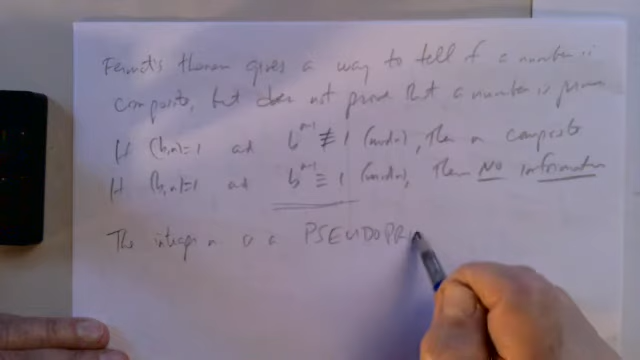 Fermat's theorem gives a way to tell if a number is
composite, but does not prove that a number is prime
If (b,n)=1 and b^{n-1} ≢ 1 (mod n), then n composite
If (b,n)=1 and b^{n-1} ≡ 1 (mod n), then NO information
The integer n is a PSEUDOPR